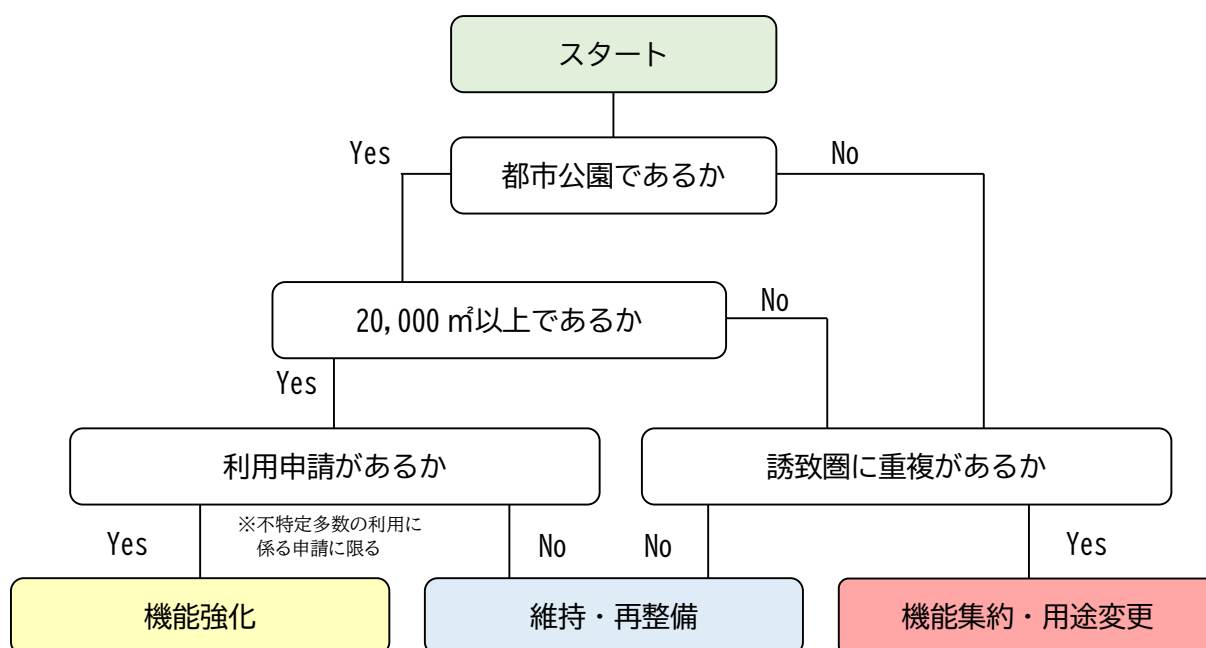 スタート
都市公園であるか
Yes
No
20,000 ㎡以上であるか
No
Yes
利用申請があるか
誘致圏に重複があるか
※不特定多数の利用に
係る申請に限る
Yes
No
No
Yes
機能強化
維持・再整備
機能集約・用途変更